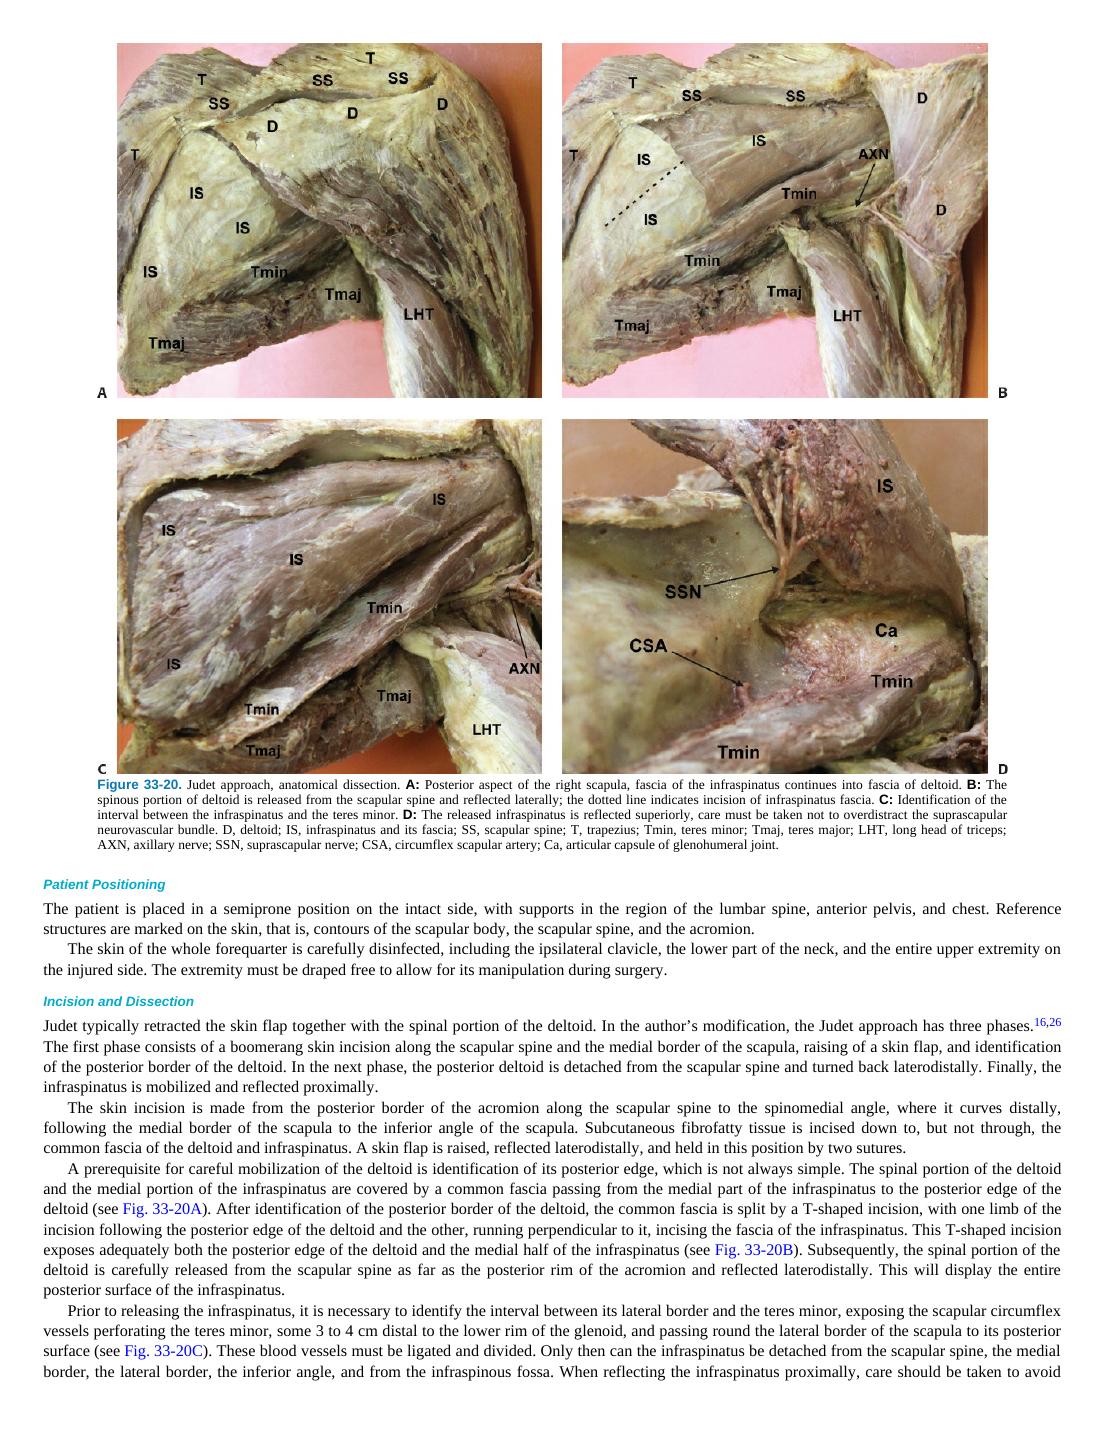 T
T
SS
SS
SS
D
D
D
T
IS
IS
IS
Tmin
Tmaj
LHT
Tmaj
A
T
SS
SS
D
IS
IS
AXN
T
Tmin
D
IS
Tmin
Tmaj
LHT
Tmaj
B
IS
IS
IS
Tmin
IS
AXN
Tmaj
Tmin
LHT
Tmaj
C
IS
SSN
Ca
CSA
Tmin
Tmin
D
Figure 33-20. Judet approach, anatomical dissection. A: Posterior aspect of the right scapula, fascia of the infraspinatus continues into fascia of deltoid. B: The
spinous portion of deltoid is released from the scapular spine and reflected laterally; the dotted line indicates incision of infraspinatus fascia. C: Identification of the
interval between the infraspinatus and the teres minor. D: The released infraspinatus is reflected superiorly, care must be taken not to overdistract the suprascapular
neurovascular bundle. D, deltoid; IS, infraspinatus and its fascia; SS, scapular spine; T, trapezius; Tmin, teres minor; Tmaj, teres major; LHT, long head of triceps;
AXN, axillary nerve; SSN, suprascapular nerve; CSA, circumflex scapular artery; Ca, articular capsule of glenohumeral joint.
Patient Positioning
The patient is placed in a semiprone position on the intact side, with supports in the region of the lumbar spine, anterior pelvis, and chest. Reference
structures are marked on the skin, that is, contours of the scapular body, the scapular spine, and the acromion.
The skin of the whole forequarter is carefully disinfected, including the ipsilateral clavicle, the lower part of the neck, and the entire upper extremity on
the injured side. The extremity must be draped free to allow for its manipulation during surgery.
Incision and Dissection
Judet typically retracted the skin flap together with the spinal portion of the deltoid. In the author's modification, the Judet approach has three phases.16,26
The first phase consists of a boomerang skin incision along the scapular spine and the medial border of the scapula, raising of a skin flap, and identification
of the posterior border of the deltoid. In the next phase, the posterior deltoid is detached from the scapular spine and turned back laterodistally. Finally, the
infraspinatus is mobilized and reflected proximally.
The skin incision is made from the posterior border of the acromion along the scapular spine to the spinomedial angle, where it curves distally,
following the medial border of the scapula to the inferior angle of the scapula. Subcutaneous fibrofatty tissue is incised down to, but not through, the
common fascia of the deltoid and infraspinatus. A skin flap is raised, reflected laterodistally, and held in this position by two sutures.
A prerequisite for careful mobilization of the deltoid is identification of its posterior edge, which is not always simple. The spinal portion of the deltoid
and the medial portion of the infraspinatus are covered by a common fascia passing from the medial part of the infraspinatus to the posterior edge of the
deltoid (see Fig. 33-20A). After identification of the posterior border of the deltoid, the common fascia is split by a T-shaped incision, with one limb of the
incision following the posterior edge of the deltoid and the other, running perpendicular to it, incising the fascia of the infraspinatus. This T-shaped incision
exposes adequately both the posterior edge of the deltoid and the medial half of the infraspinatus (see Fig. 33-20B). Subsequently, the spinal portion of the
deltoid is carefully released from the scapular spine as far as the posterior rim of the acromion and reflected laterodistally. This will display the entire
posterior surface of the infraspinatus.
Prior to releasing the infraspinatus, it is necessary to identify the interval between its lateral border and the teres minor, exposing the scapular circumflex
vessels perforating the teres minor, some 3 to 4 cm distal to the lower rim of the glenoid, and passing round the lateral border of the scapula to its posterior
surface (see Fig. 33-20C). These blood vessels must be ligated and divided. Only then can the infraspinatus be detached from the scapular spine, the medial
border, the lateral border, the inferior angle, and from the infraspinous fossa. When reflecting the infraspinatus proximally, care should be taken to avoid